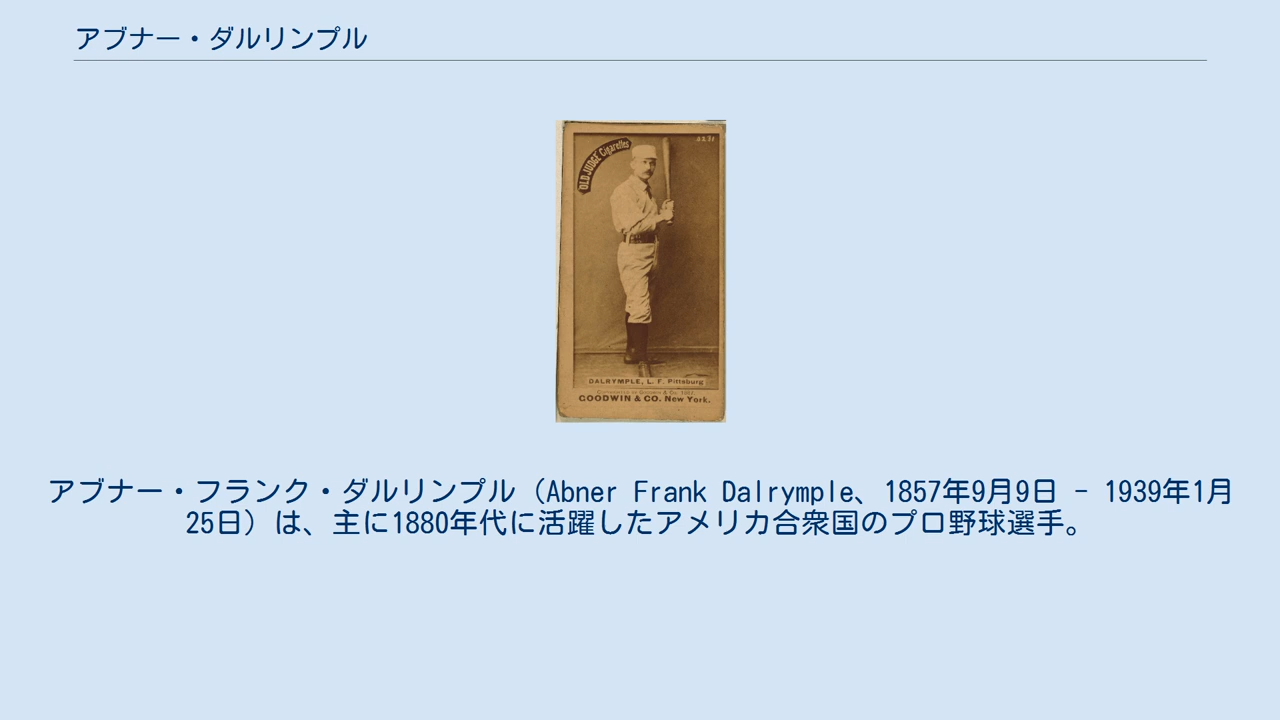 アブナー・ダルリンプル
OLD JUDGE Cigarettes
DALRYMPLE, L. F. Pittsburg
GOODWIN & CO. New York.
アブナー・フランク・ダルリンプル（Abner Frank Dalrymple、1857年9月9日 - 1939年1月
25日）は、主に1880年代に活躍したアメリカ合衆国のプロ野球選手。